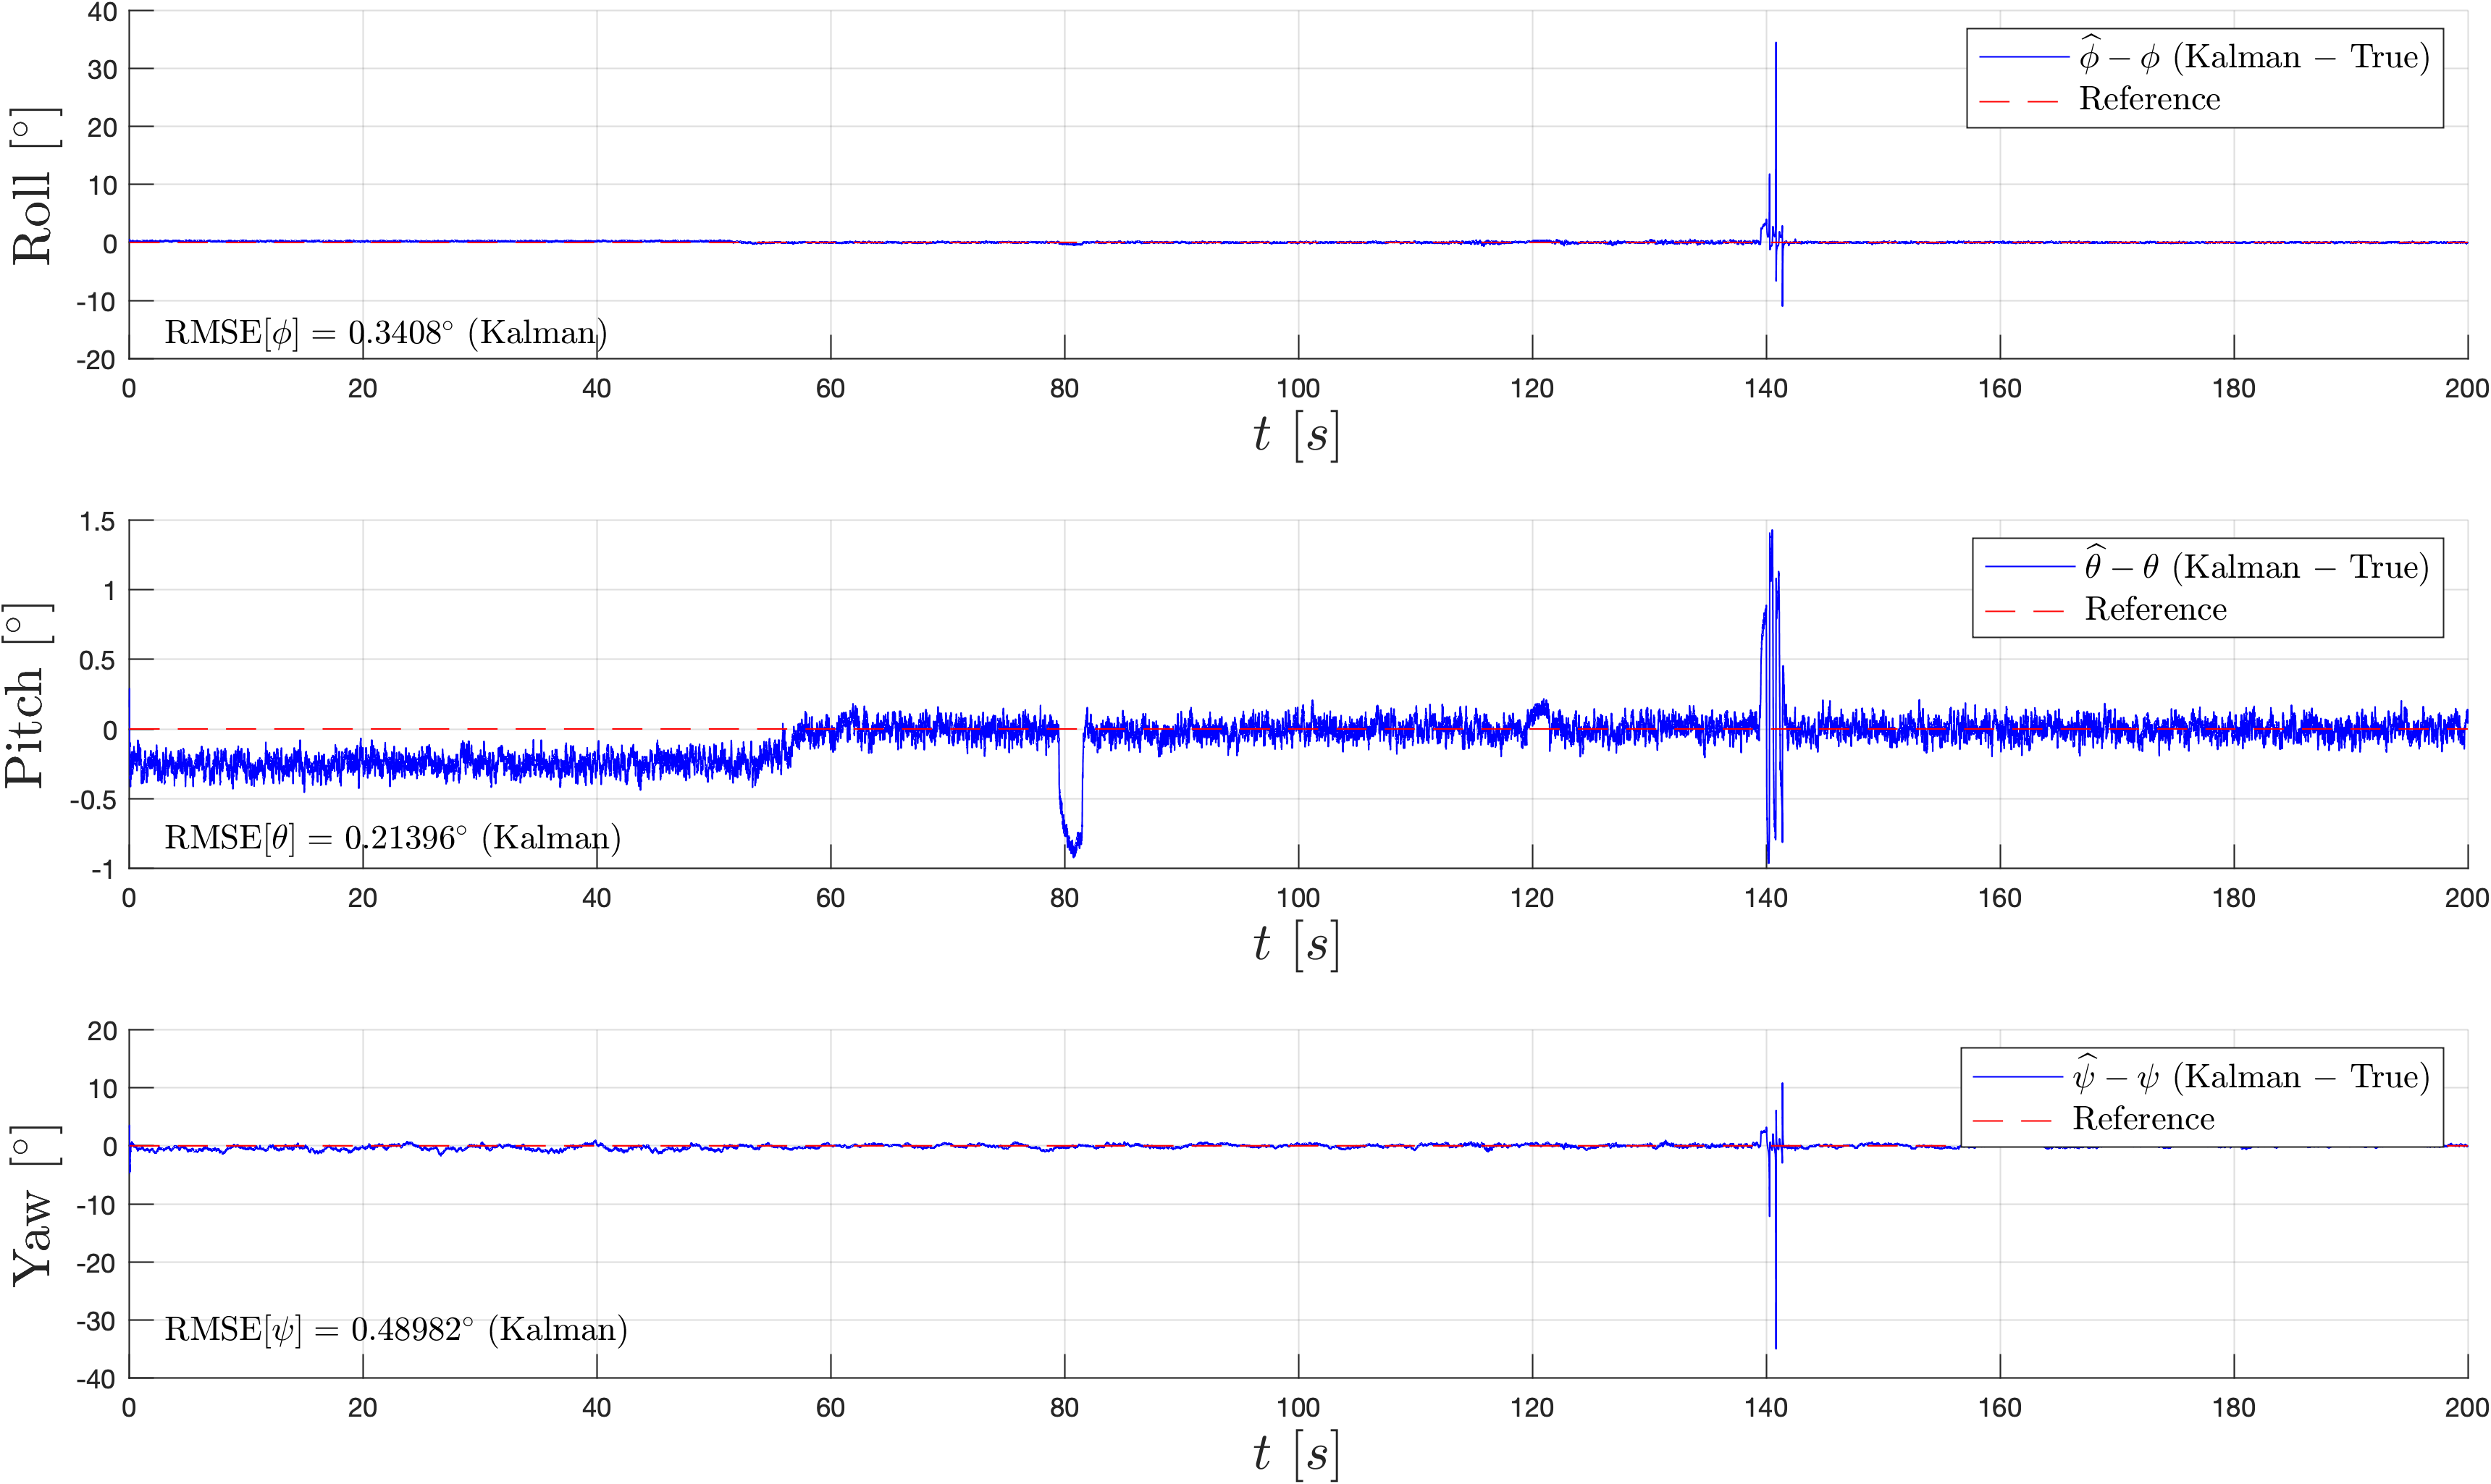 40
30
20
10
0
-10
-20
Roll [°]
ϕ̂ − ϕ (Kalman − True)
Reference
RMSE[ϕ] = 0.3408° (Kalman)
0 20 40 60 80 100 120 140 160 180 200
t [s]
1.5
1
0.5
0
-0.5
-1
Pitch [°]
θ̂ − θ (Kalman − True)
Reference
RMSE[θ] = 0.21396° (Kalman)
0 20 40 60 80 100 120 140 160 180 200
t [s]
20
10
0
-10
-20
-30
-40
Yaw [°]
ψ̂ − ψ (Kalman − True)
Reference
RMSE[ψ] = 0.48982° (Kalman)
0 20 40 60 80 100 120 140 160 180 200
t [s]